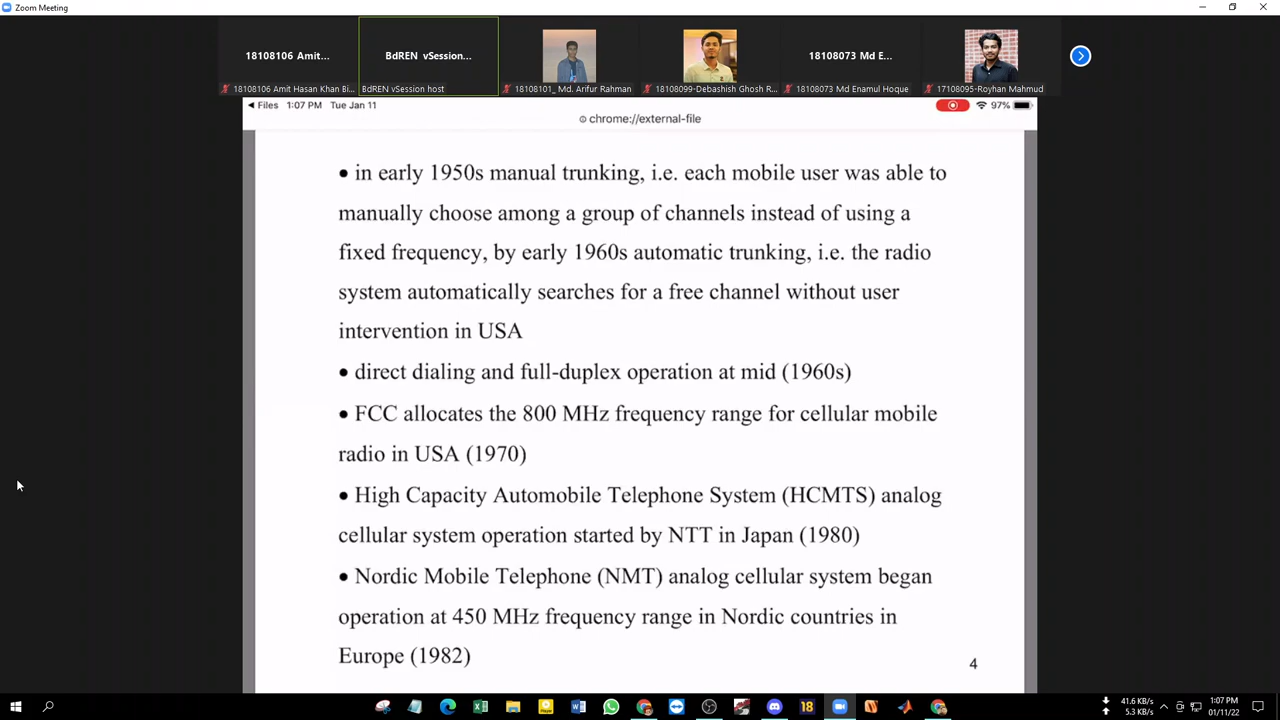 Zoom Meeting
18108106 Amit...
BdREN vSession...
18108073 Md E...
18108106 Amit Hasan Khan Bi...
BdREN vSession host
18108101_ Md. Arifur Rahman
18108099-Debashish Ghosh R...
18108073 Md Enamul Hoque
17108095-Royhan Mahmud
Files 1:07 PM Tue Jan 11
97%
chrome://external-file
• in early 1950s manual trunking, i.e. each mobile user was able to
manually choose among a group of channels instead of using a
fixed frequency, by early 1960s automatic trunking, i.e. the radio
system automatically searches for a free channel without user
intervention in USA
• direct dialing and full-duplex operation at mid (1960s)
• FCC allocates the 800 MHz frequency range for cellular mobile
radio in USA (1970)
• High Capacity Automobile Telephone System (HCMTS) analog
cellular system operation started by NTT in Japan (1980)
• Nordic Mobile Telephone (NMT) analog cellular system began
operation at 450 MHz frequency range in Nordic countries in
Europe (1982)
4
18
41.6 KB/s
5.3 KB/s
1:07 PM
01/11/22